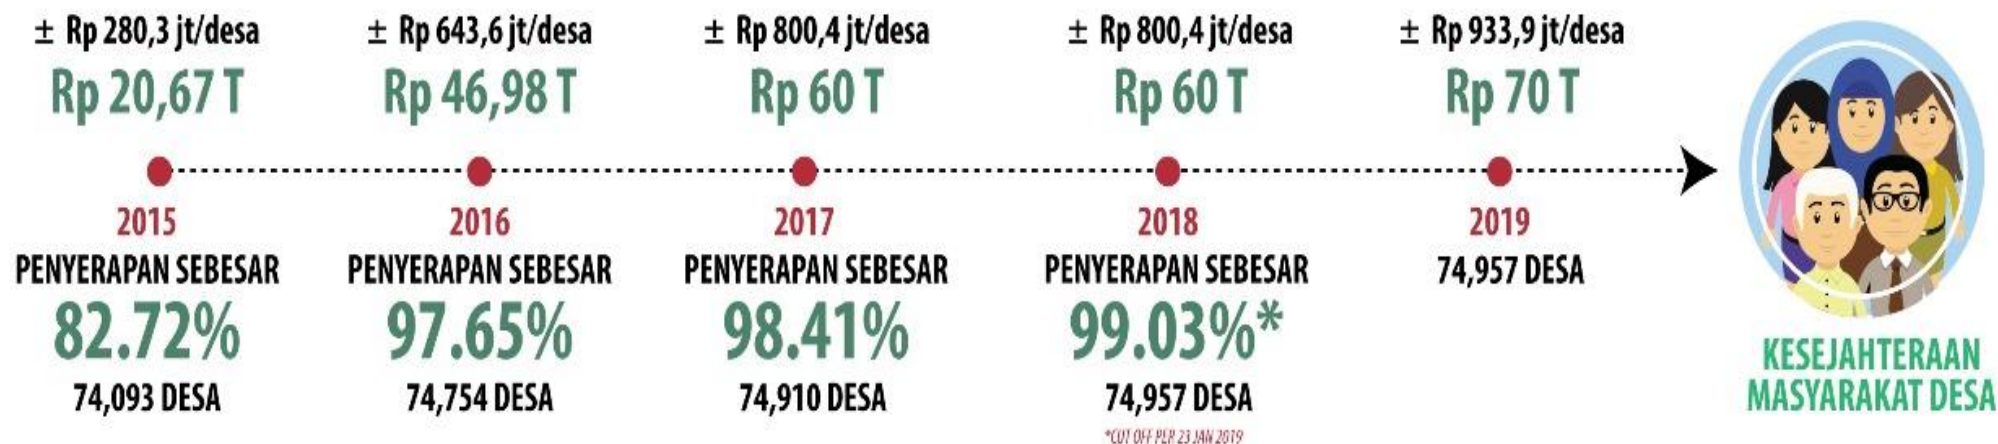 ± Rp 280,3 jt/desa
Rp 20,67 T
2015
PENYERAPAN SEBESAR
82.72%
74,093 DESA
± Rp 643,6 jt/desa
Rp 46,98 T
2016
PENYERAPAN SEBESAR
97.65%
74,754 DESA
± Rp 800,4 jt/desa
Rp 60 T
2017
PENYERAPAN SEBESAR
98.41%
74,910 DESA
± Rp 800,4 jt/desa
Rp 60 T
2018
PENYERAPAN SEBESAR
99.03%*
74,957 DESA
*CUT OFF PER 23 JAN 2019
± Rp 933,9 jt/desa
Rp 70 T
2019
74,957 DESA
KESEJAHTERAAN
MASYARAKAT DESA